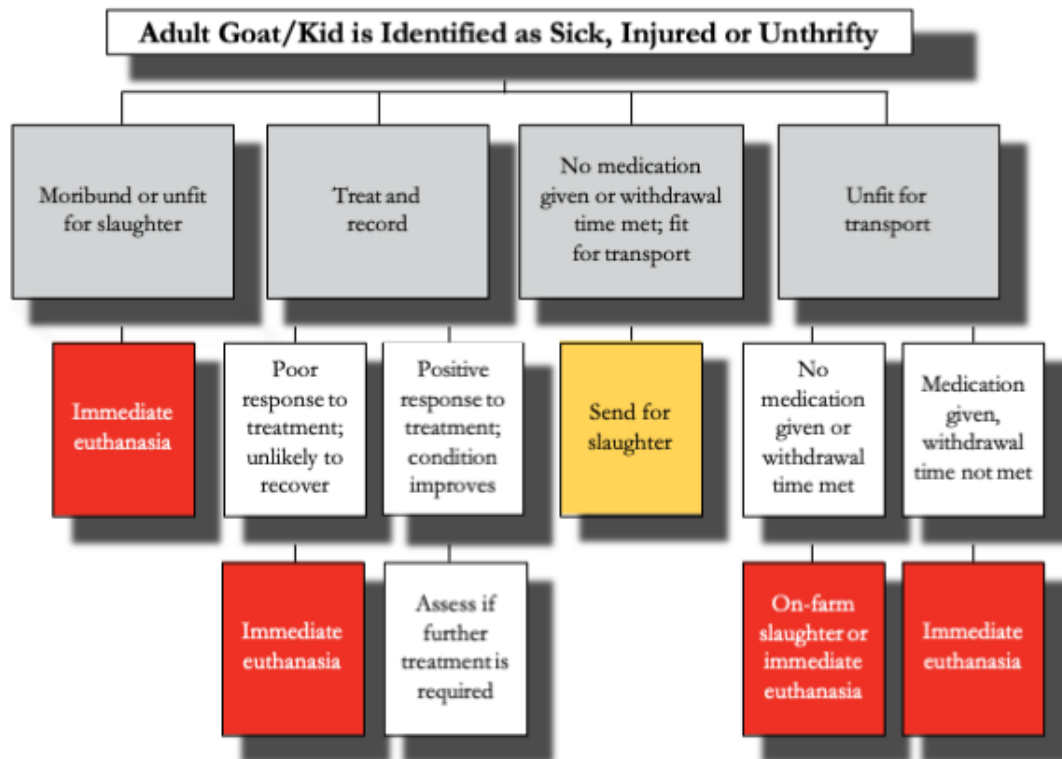 Adult Goat/Kid is Identified as Sick, Injured or Unthrifty
Moribund or unfit
for slaughter
Treat and
record
No medication
given or withdrawal
time met; fit
for transport
Unfit for
transport
Immediate
euthanasia
Poor
response to
treatment;
unlikely to
recover
Positive
response to
treatment;
condition
improves
Send for
slaughter
No
medication
given or
withdrawal
time met
Medication
given,
withdrawal
time not met
Immediate
euthanasia
Assess if
further
treatment is
required
On-farm
slaughter or
immediate
euthanasia
Immediate
euthanasia